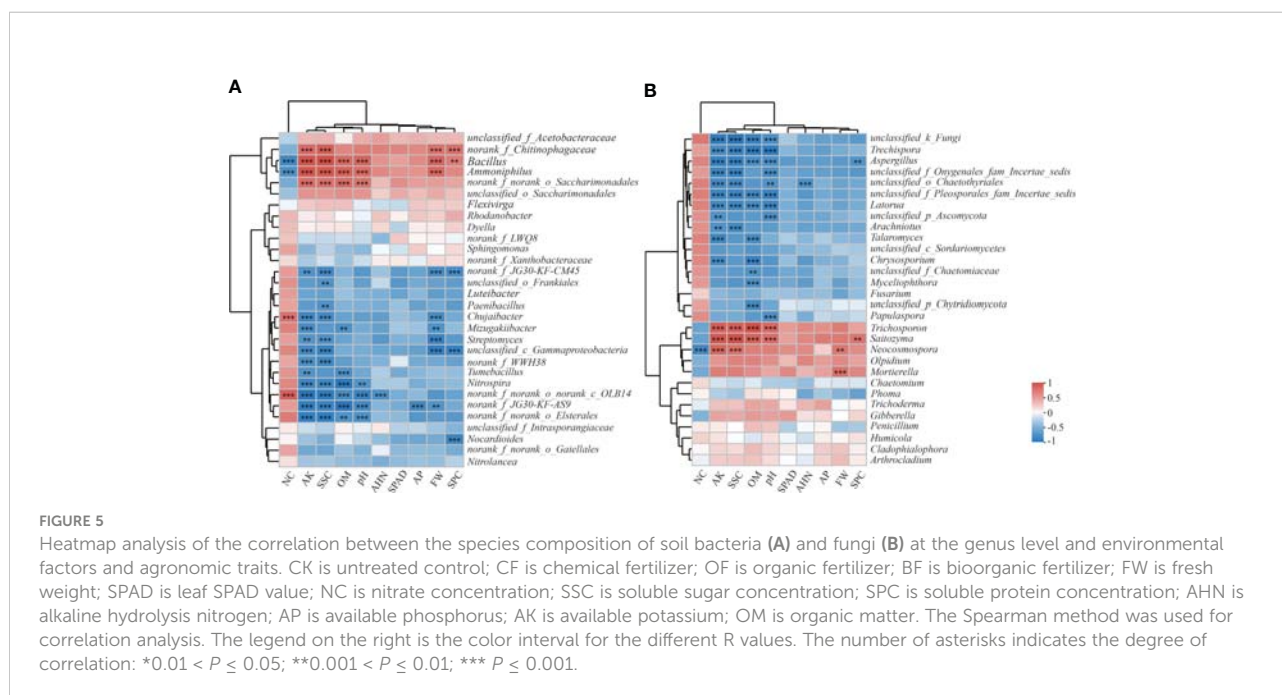 A
B
unclassified_f_Acetobacteraceae
norank_f_Chitinophagaceae
Bacillus
Ammoniphilus
norank_f_norank_o_Saccharimonadales
unclassified_o_Saccharimonadales
Flexivirga
Rhodanobacter
Dyella
norank_f_LWQ8
Sphingomonas
norank_f_Xanthobacteraceae
norank_f_JG30-KF-CM45
unclassified_o_Frankiales
Luteibacter
Paenibacillus
Chujaibacter
Mizugakiibacter
Streptomyces
unclassified_c_Gammaproteobacteria
norank_f_WWH38
Tumebacillus
Nitrospira
norank_f_norank_o_norank_c_OLB14
norank_f_JG30-KF-AS9
norank_f_norank_o_Elsterales
unclassified_f_Intrasporangiaceae
Nocardioides
norank_f_norank_o_Gaiellales
Nitrolancea
NC AK SSC OM pH AHN SPAD AP FW SPC
unclassified_k_Fungi
Trechispora
Aspergillus
unclassified_f_Onygenales_fam_Incertae_sedis
unclassified_o_Chaetothyriales
unclassified_f_Pleosporales_fam_Incertae_sedis
Latorua
unclassified_p_Ascomycota
Arachniotus
Talaromyces
unclassified_c_Sordariomycetes
Chrysosporium
unclassified_f_Chaetomiaceae
Myceliophthora
Fusarium
unclassified_p_Chytridiomycota
Papulaspora
Trichosporon
Saitozyma
Neocosmospora
Olpidium
Mortierella
Chaetomium
Phoma
Trichoderma
Gibberella
Penicillium
Humicola
Cladophialophora
Arthrocladium
NC AK SSC OM pH SPAD AHN AP FW SPC
1
0.5
0
-0.5
-1
FIGURE 5
Heatmap analysis of the correlation between the species composition of soil bacteria (A) and fungi (B) at the genus level and environmental
factors and agronomic traits. CK is untreated control; CF is chemical fertilizer; OF is organic fertilizer; BF is bioorganic fertilizer; FW is fresh
weight; SPAD is leaf SPAD value; NC is nitrate concentration; SSC is soluble sugar concentration; SPC is soluble protein concentration; AHN is
alkaline hydrolysis nitrogen; AP is available phosphorus; AK is available potassium; OM is organic matter. The Spearman method was used for
correlation analysis. The legend on the right is the color interval for the different R values. The number of asterisks indicates the degree of
correlation: *0.01 < P ≤ 0.05; **0.001 < P ≤ 0.01; *** P ≤ 0.001.